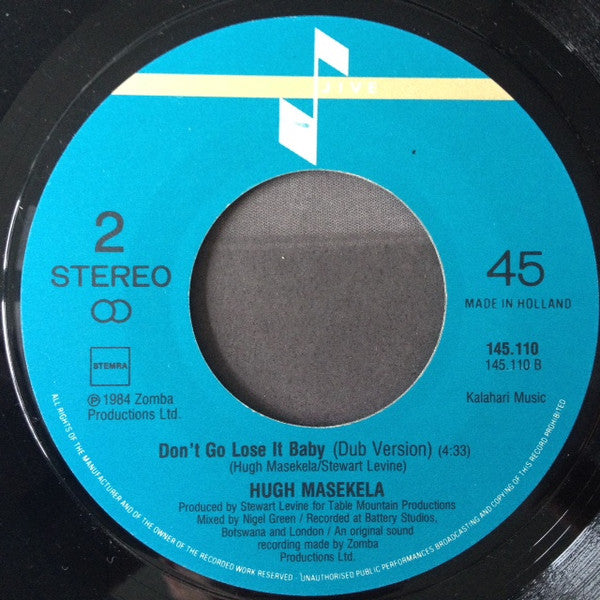 JIVE
2
STEREO
45
MADE IN HOLLAND
STEMRA
145.110
145.110 B
℗ 1984 Zomba
Productions Ltd.
Kalahari Music
Don't Go Lose It Baby (Dub Version) (4:33)
(Hugh Masekela/Stewart Levine)
HUGH MASEKELA
Produced by Stewart Levine for Table Mountain Productions
Mixed by Nigel Green / Recorded at Battery Studios,
Botswana and London / An original sound
recording made by Zomba
Productions Ltd.
ALL RIGHTS OF THE MANUFACTURER AND OF THE OWNER OF THE RECORDED WORK RESERVED - UNAUTHORISED PUBLIC PERFORMANCES BROADCASTING AND COPYING OF THIS RECORD PROHIBITED